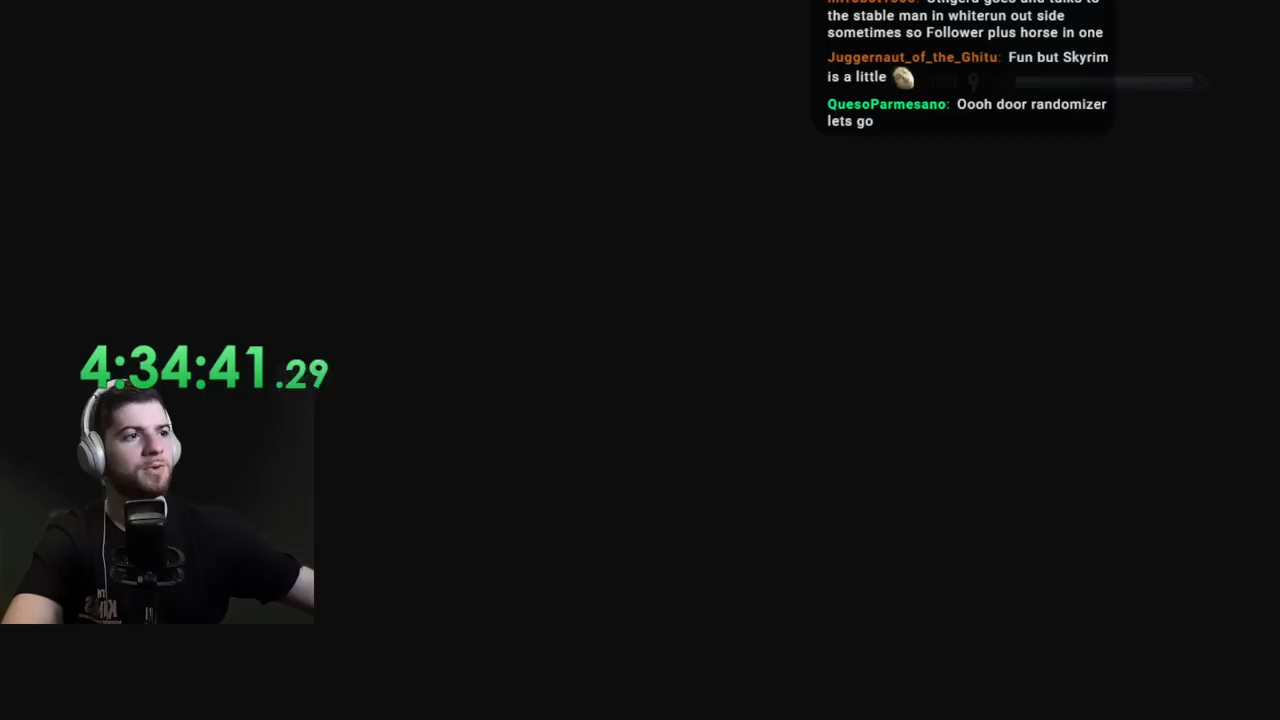 the stable man in whiterun out side
sometimes so Follower plus horse in one
Juggernaut_of_the_Ghitu: Fun but Skyrim
is a little
9
QuesoParmesano: Oooh door randomizer
lets go
4:34:41.29